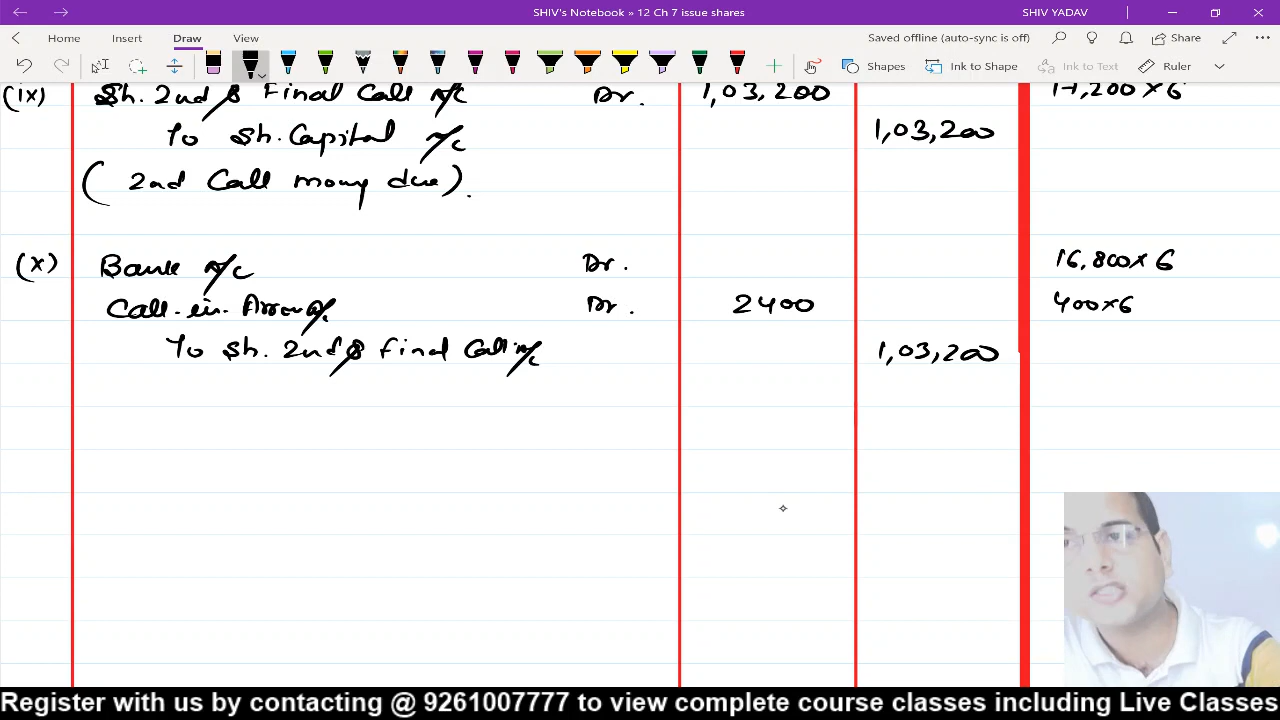 SHIV's Notebook » 12 Ch 7 issue shares
SHIV YADAV
Home Insert Draw View
Saved offline (auto-sync is off)
Share
Shapes
Ink to Shape
Ink to Text
Ruler
(IX) Sh. 2nd & Final Call A/c Dr. 1,03,200 17,200×6
To Sh. Capital A/c 1,03,200
( 2nd Call mony due).
(X) Bank A/c Dr. 16,800×6
Call-in-Arrear A/c Dr. 2400 400×6
To Sh. 2nd & Final Call A/c 1,03,200
Register with us by contacting @ 9261007777 to view complete course classes including Live Classes